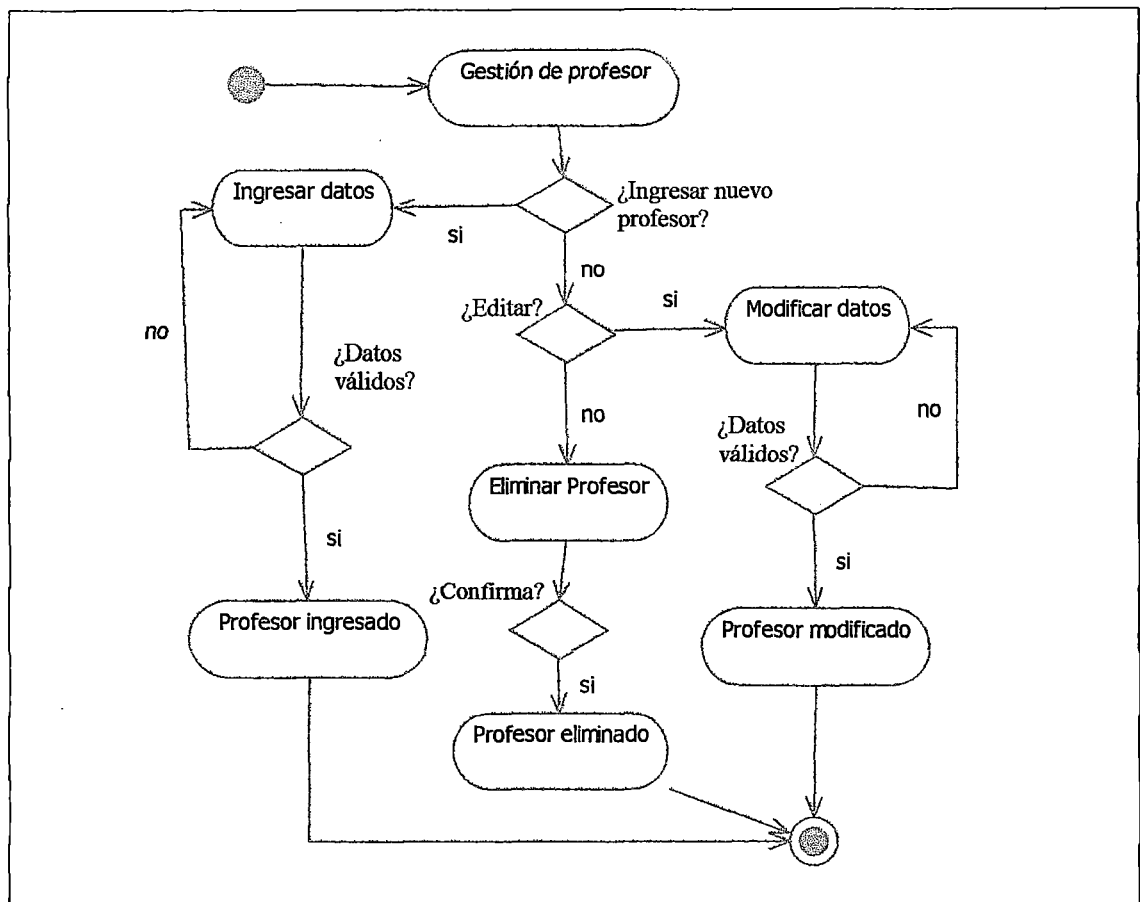 Gestión de profesor
Ingresar datos
¿Ingresar nuevo
profesor?
si
no
¿Editar?
si
Modificar datos
no
¿Datos
válidos?
no
¿Datos
válidos?
no
Eliminar Profesor
si
si
¿Confirma?
Profesor ingresado
Profesor modificado
si
Profesor eliminado